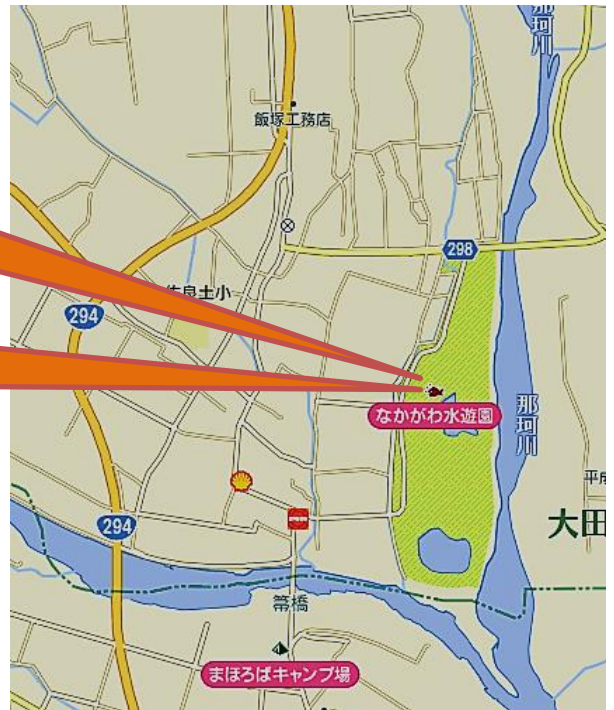 那珂川
飯塚工務店
298
佐良土小
294
なかがわ水遊園
那珂川
平成
大田
294
箒橋
まほろばキャンプ場